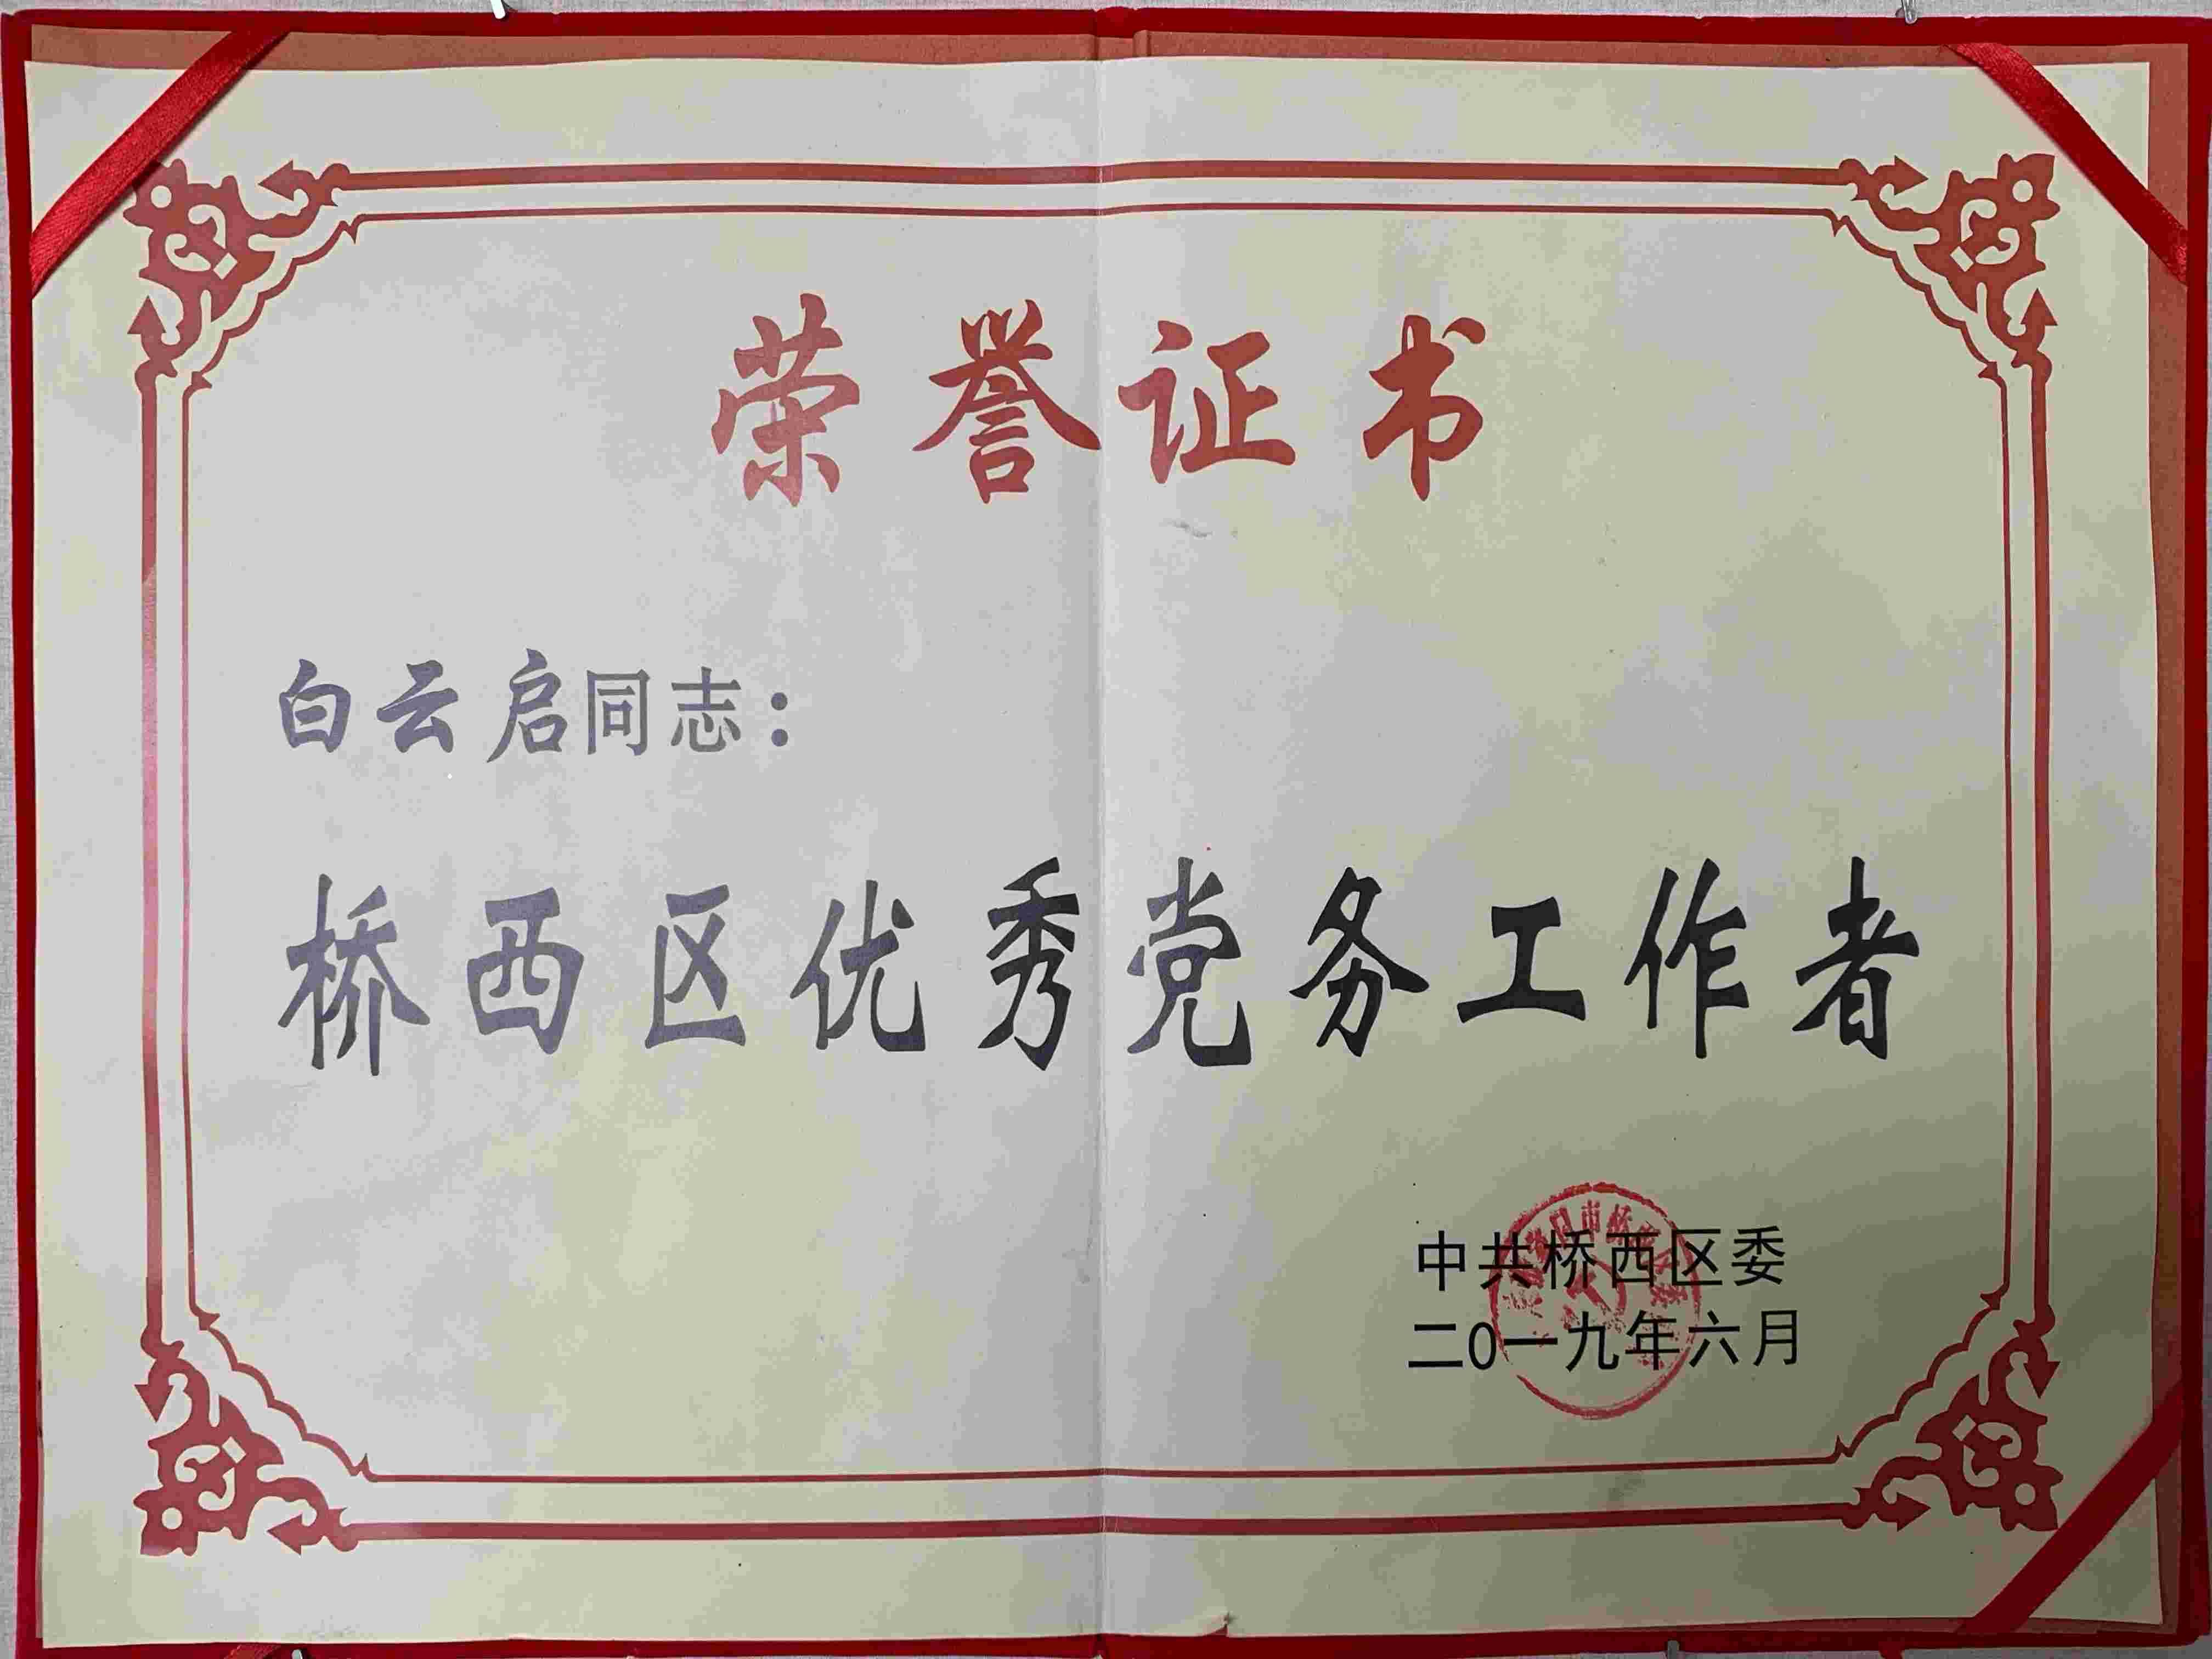 荣誉证书
白云启同志：
桥西区优秀党务工作者
中共桥西区委
二0一九年六月